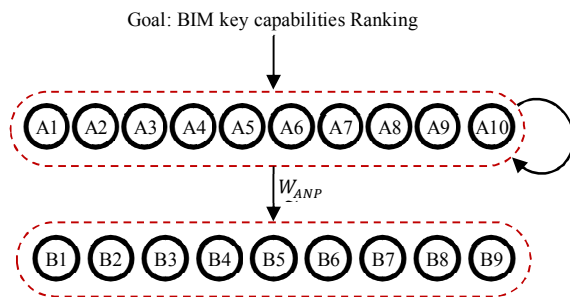 Goal: BIM key capabilities Ranking
A1 A2 A3 A4 A5 A6 A7 A8 A9 A10
W_ANP
B1 B2 B3 B4 B5 B6 B7 B8 B9